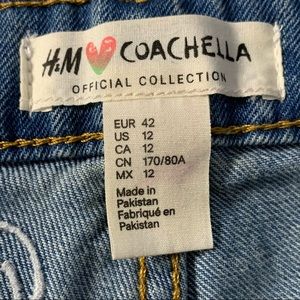 H&M COACHELLA
OFFICIAL COLLECTION
EUR 42
US 12
CA 12
CN 170/80A
MX 12
Made in
Pakistan
Fabriqué en
Pakistan